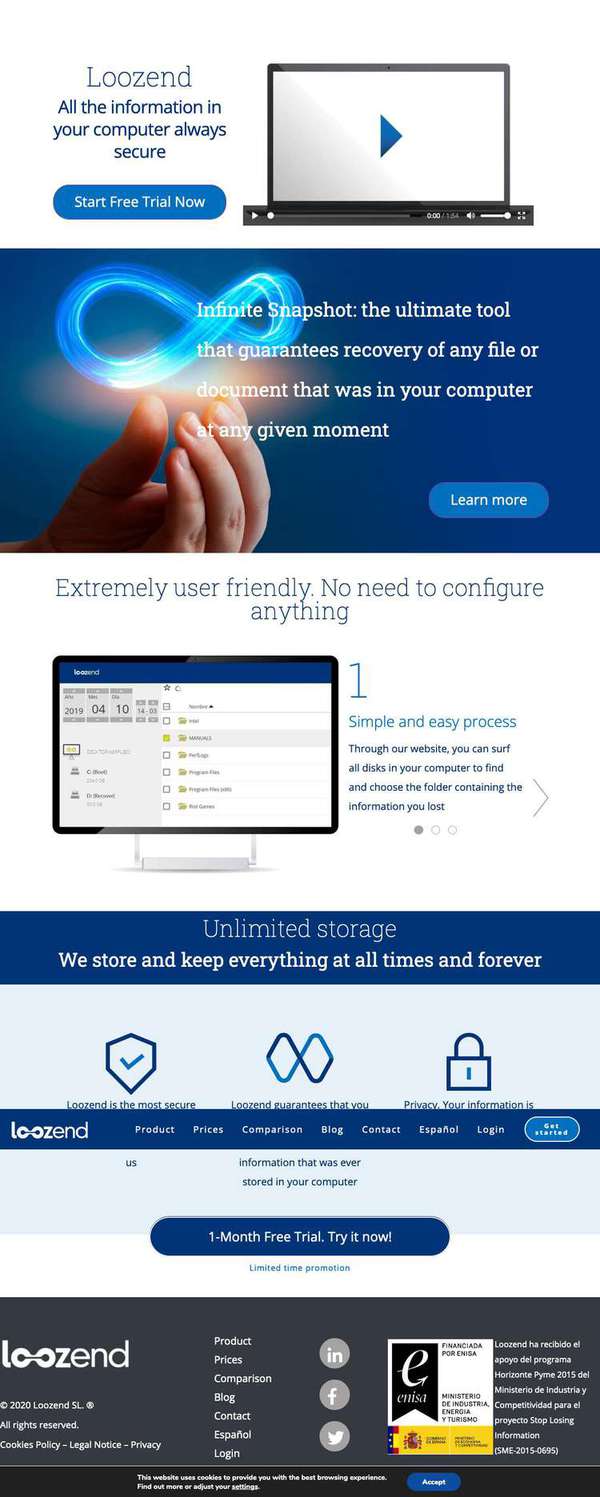 Loozend
All the information in
your computer always
secure
Start Free Trial Now
0:00 / 1:54
Infinite Snapshot: the ultimate tool
that guarantees recovery of any file or
document that was in your computer
at any given moment
Learn more
Extremely user friendly. No need to configure
anything
loozend
Año Mes Día
2019 04 10 14 - 03
C:
Nombre
Intel
MANUALS
PerfLogs
Program Files
Program Files (x86)
Riot Games
C: (Boot)
D: (Recover)
1
Simple and easy process
Through our website, you can surf
all disks in your computer to find
and choose the folder containing the
information you lost
Unlimited storage
We store and keep everything at all times and forever
Loozend is the most secure
Loozend guarantees that you
Privacy. Your information is
loozend
Product Prices Comparison Blog Contact Español Login Get started
us
information that was ever
stored in your computer
1-Month Free Trial. Try it now!
Limited time promotion
loozend
© 2020 Loozend SL. ®
All rights reserved.
Cookies Policy – Legal Notice – Privacy
Product
Prices
Comparison
Blog
Contact
Español
Login
in
f
FINANCIADA
POR ENISA
e
enisa
MINISTERIO
DE INDUSTRIA,
ENERGIA
Y TURISMO
GOBIERNO
DE ESPAÑA
MINISTERIO
DE ECONOMIA
Y COMPETITIVIDAD
Loozend ha recibido el
apoyo del programa
Horizonte Pyme 2015 del
Ministerio de Industria y
Competitividad para el
proyecto Stop Losing
Information
(SME-2015-0695)
This website uses cookies to provide you with the best browsing experience.
Find out more or adjust your settings.
Accept